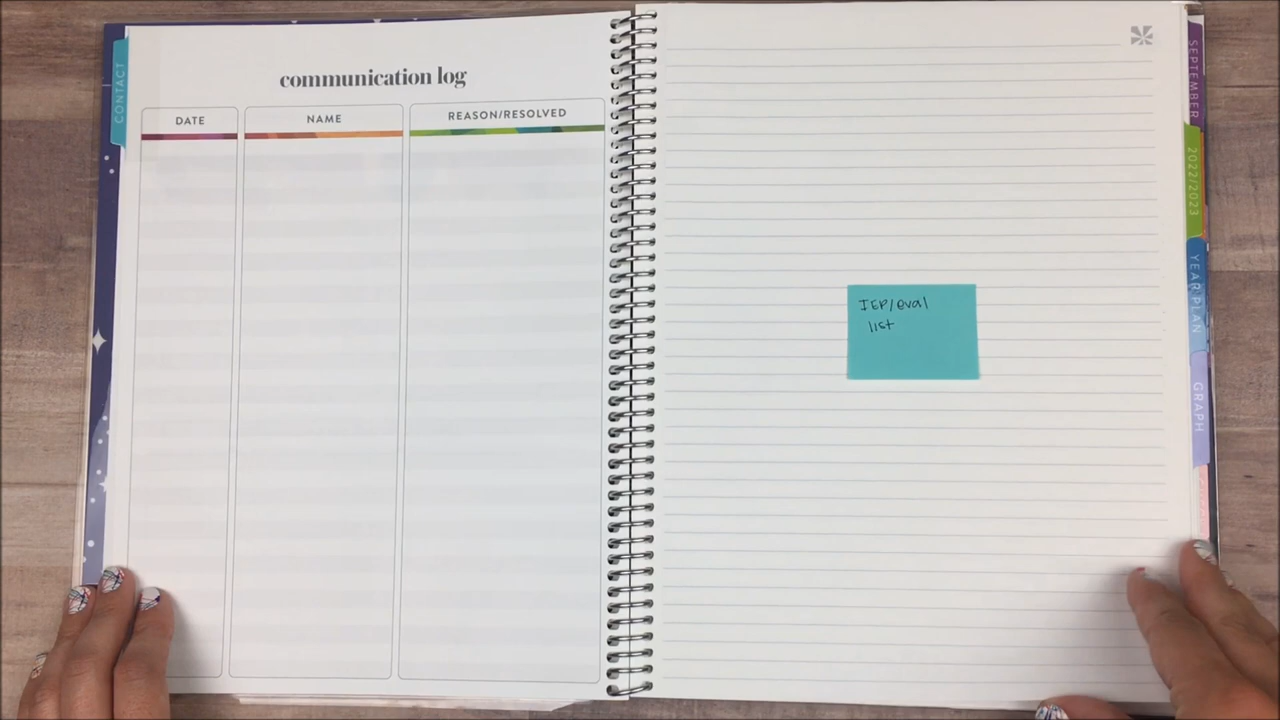 CONTACT
communication log
DATE
NAME
REASON/RESOLVED
IEP/eval
list
SEPTEMBER
2022/2023
YEAR PLAN
GRAPH